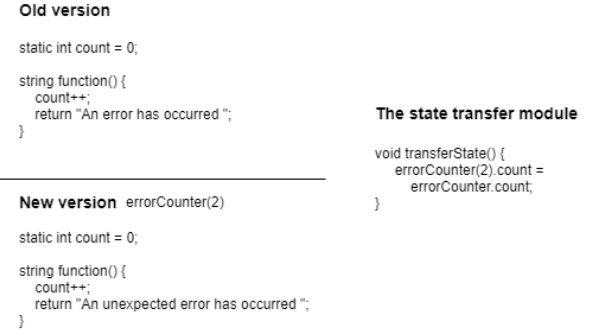 Old version
static int count = 0;
string function() {
count++;
return "An error has occurred ";
}
New version errorCounter(2)
static int count = 0;
string function() {
count++;
return "An unexpected error has occurred ";
}
The state transfer module
void transferState() {
errorCounter(2).count =
errorCounter.count;
}